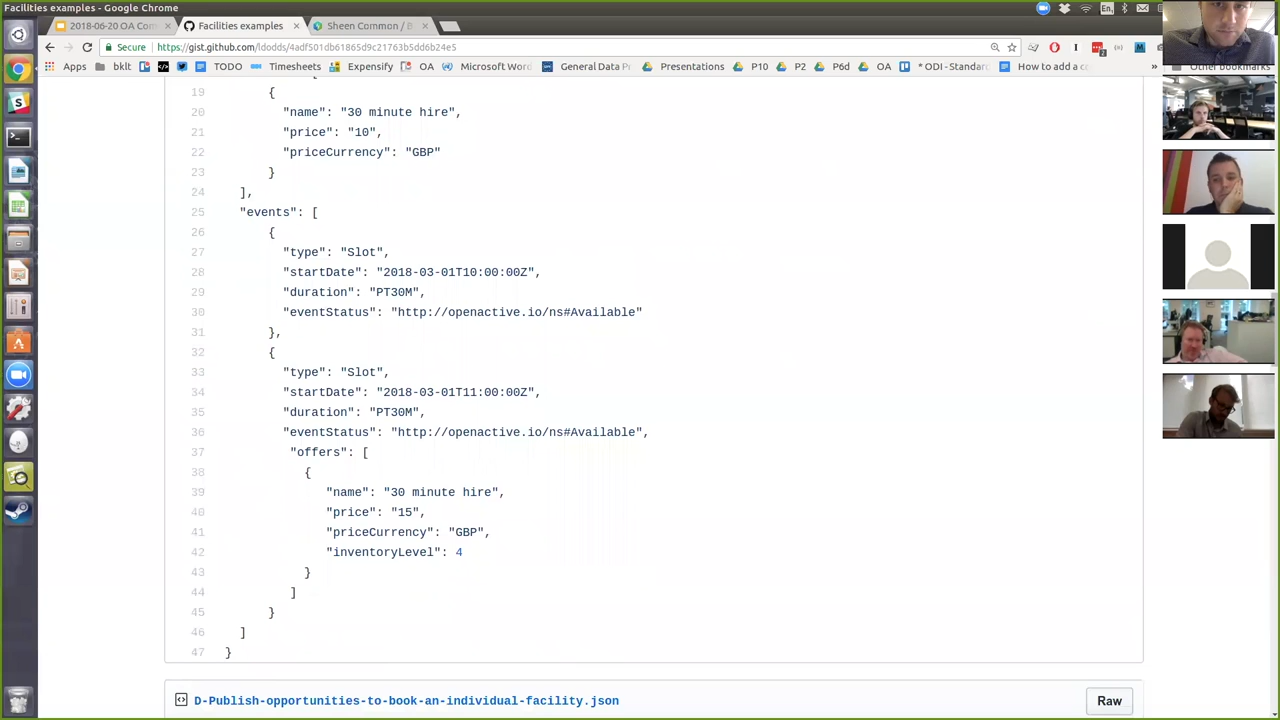 Facilities examples - Google Chrome
En
2018-06-20 OA Com
Facilities examples
Sheen Common / B
Secure
https://gist.github.com/ldodds/4adf501db61865d9c21763b5dd6b24e5
Apps
bklt
TODO
Timesheets
Expensify
OA
Microsoft Word
General Data P
Presentations
P10
P2
P6d
OA
* ODI - Standar
How to add a c
»
Other bookmarks
19
20
21
22
23
24
25
26
27
28
29
30
31
32
33
34
35
36
37
38
39
40
41
42
43
44
45
46
47
{
"name": "30 minute hire",
"price": "10",
"priceCurrency": "GBP"
}
],
"events": [
{
"type": "Slot",
"startDate": "2018-03-01T10:00:00Z",
"duration": "PT30M",
"eventStatus": "http://openactive.io/ns#Available"
},
{
"type": "Slot",
"startDate": "2018-03-01T11:00:00Z",
"duration": "PT30M",
"eventStatus": "http://openactive.io/ns#Available",
"offers": [
{
"name": "30 minute hire",
"price": "15",
"priceCurrency": "GBP",
"inventoryLevel": 4
}
]
}
]
}
D-Publish-opportunities-to-book-an-individual-facility.json
Raw